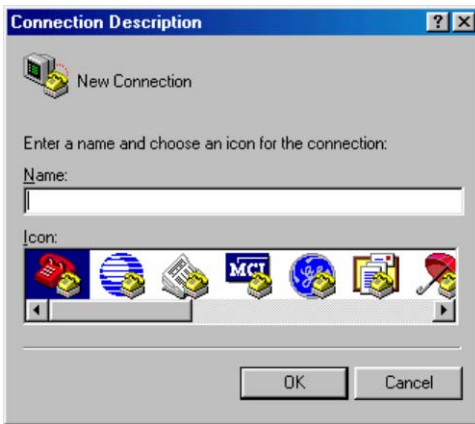 Connection Description
New Connection
Enter a name and choose an icon for the connection:
Name:
Icon:
MCI
OK
Cancel